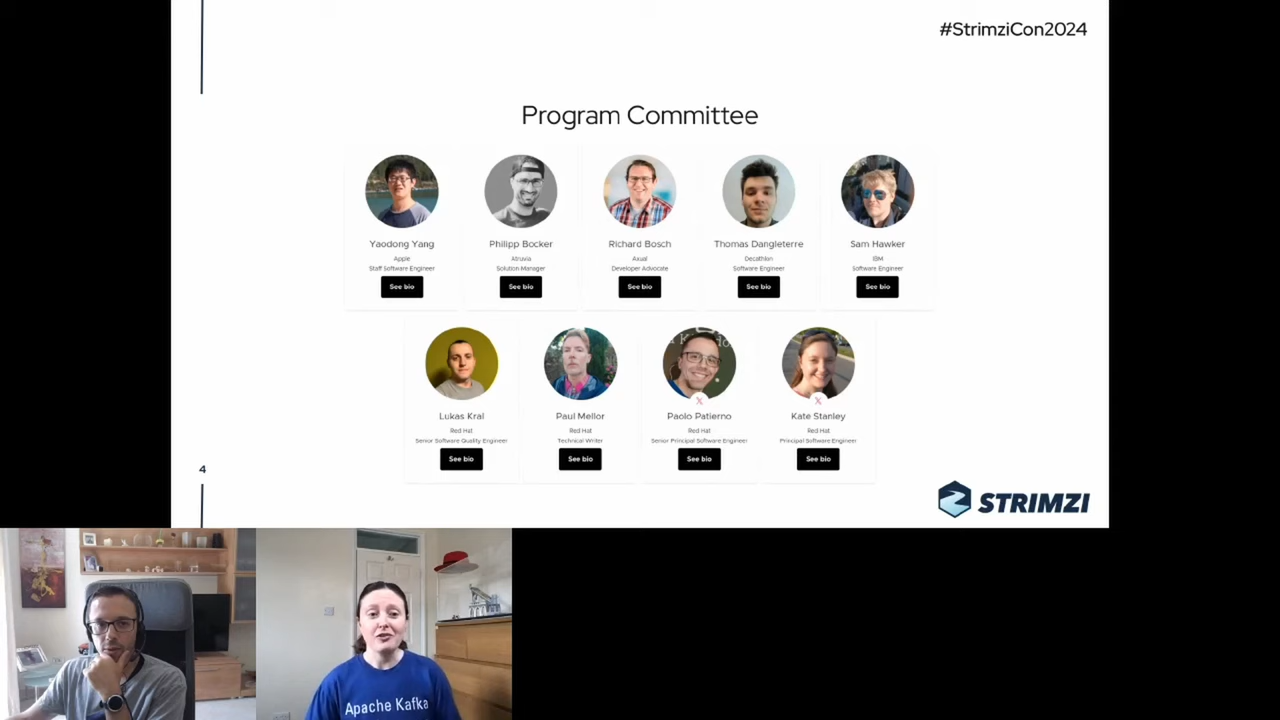 #StrimziCon2024
Program Committee
Yaodong Yang
Apple
Staff Software Engineer
See bio
Philipp Bocker
Atruvia
Solution Manager
See bio
Richard Bosch
Axual
Developer Advocate
See bio
Thomas Dangleterre
Decathlon
Software Engineer
See bio
Sam Hawker
IBM
Software Engineer
See bio
Lukas Kral
Red Hat
Senior Software Quality Engineer
See bio
Paul Mellor
Red Hat
Technical Writer
See bio
Paolo Patierno
Red Hat
Senior Principal Software Engineer
See bio
Kate Stanley
Red Hat
Principal Software Engineer
See bio
4
STRIMZI
Apache Kafka